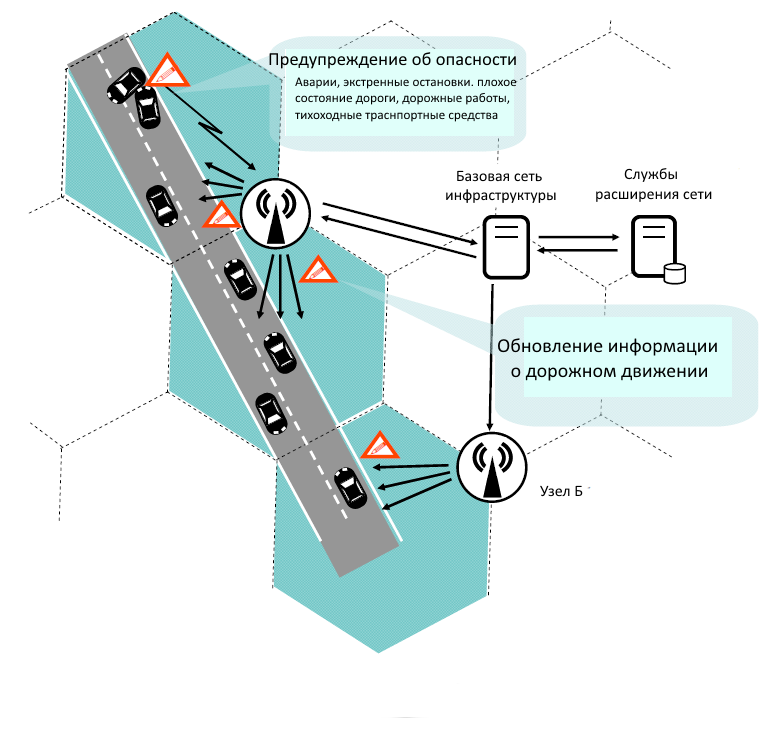 Предупреждение об опасности
Аварии, экстренные остановки. плохое
состояние дороги, дорожные работы,
тихоходные траснпортные средства
Базовая сеть
инфраструктуры
Службы
расширения сети
Обновление информации
о дорожном движении
Узел Б